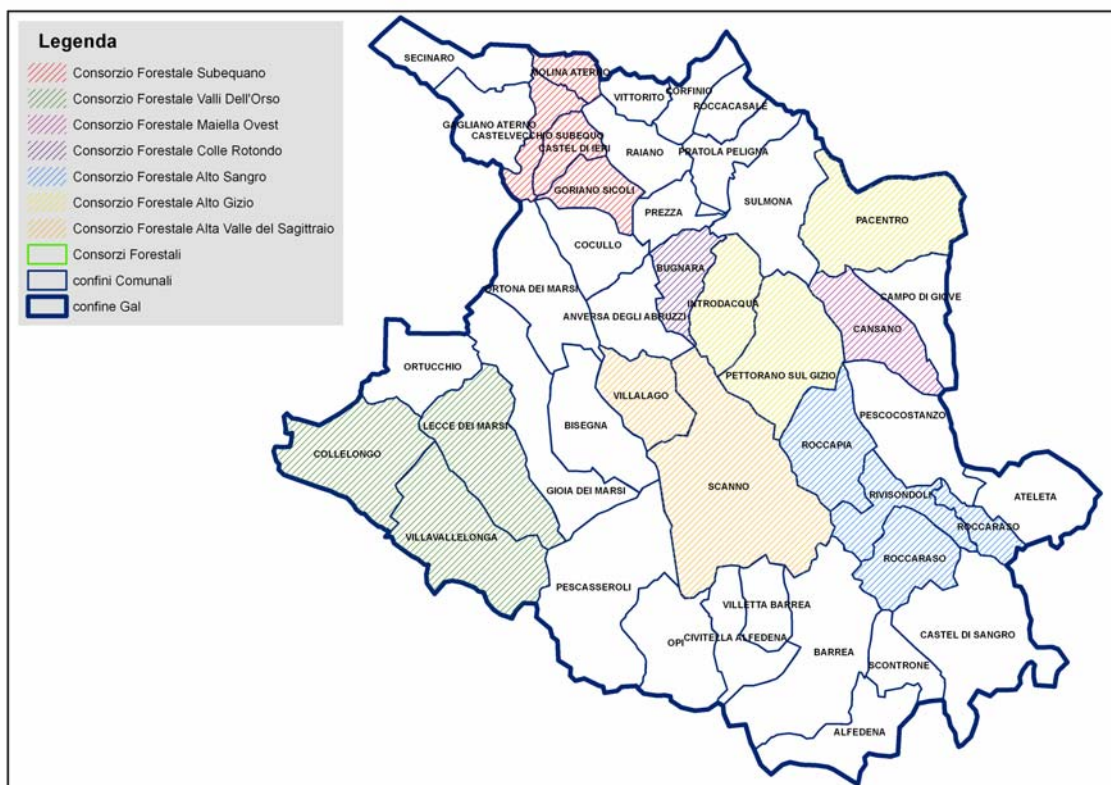 Legenda
Consorzio Forestale Subequano
Consorzio Forestale Valli Dell'Orso
Consorzio Forestale Maiella Ovest
Consorzio Forestale Colle Rotondo
Consorzio Forestale Alto Sangro
Consorzio Forestale Alto Gizio
Consorzio Forestale Alta Valle del Sagittraio
Consorzi Forestali
confini Comunali
confine Gal
SECINARO
MOLINA ATERNO
VITTORITO
CORFINIO
ROCCACASALE
GAGLIANO ATERNO
CASTELVECCHIO SUBEQUO
CASTEL DI IERI
RAIANO
PRATOLA PELIGNA
GORIANO SICOLI
PREZZA
SULMONA
PACENTRO
COCULLO
BUGNARA
ORTONA DEI MARSI
INTRODACQUA
CAMPO DI GIOVE
ANVERSA DEGLI ABRUZZI
CANSANO
ORTUCCHIO
PETTORANO SUL GIZIO
VILLALAGO
PESCOCOSTANZO
LECCE DEI MARSI
BISEGNA
ROCCAPIA
COLLELONGO
SCANNO
GIOIA DEI MARSI
RIVISONDOLI
ATELETA
ROCCARASO
VILLAVALLELONGA
ROCCARASO
PESCASSEROLI
VILLETTA BARREA
CASTEL DI SANGRO
OPI
CIVITELLA ALFEDENA
BARREA
SCONTRONE
ALFEDENA